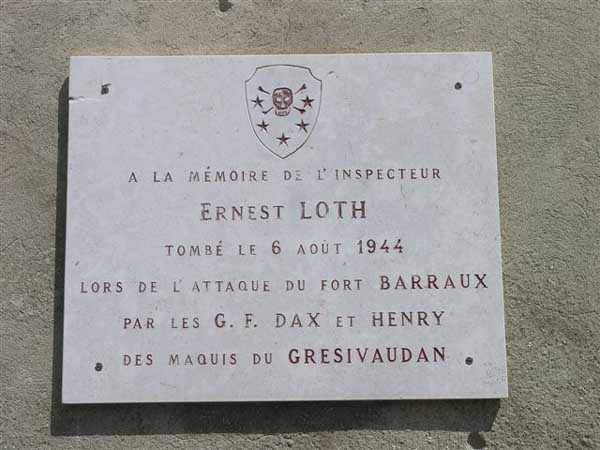 A LA MÉMOIRE DE L'INSPECTEUR
ERNEST LOTH
TOMBÉ LE 6 AOÛT 1944
LORS DE L'ATTAQUE DU FORT BARRAUX
PAR LES G. F. DAX ET HENRY
DES MAQUIS DU GRESIVAUDAN